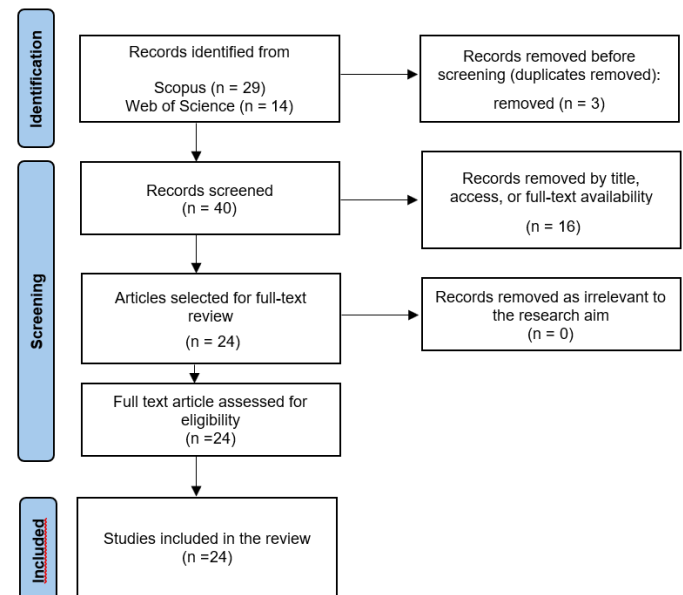 Identification
Records identified from
Scopus (n = 29)
Web of Science (n = 14)
Records removed before
screening (duplicates removed):
removed (n = 3)
Screening
Records screened
(n = 40)
Records removed by title,
access, or full-text availability
(n = 16)
Articles selected for full-text
review
(n = 24)
Records removed as irrelevant to
the research aim
(n = 0)
Full text article assessed for
eligibility
(n =24)
Included
Studies included in the review
(n =24)